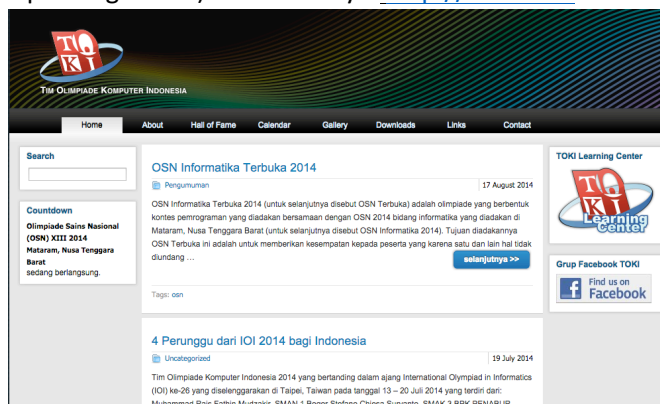 TOKI
TIM OLIMPIADE KOMPUTER INDONESIA
Home About Hall of Fame Calendar Gallery Downloads Links Contact
Search
Countdown
Olimpiade Sains Nasional
(OSN) XIII 2014
Mataram, Nusa Tenggara
Barat
sedang berlangsung.
OSN Informatika Terbuka 2014
Pengumuman 17 August 2014
OSN Informatika Terbuka 2014 (untuk selanjutnya disebut OSN Terbuka) adalah olimpiade yang berbentuk
kontes pemrograman yang diadakan bersamaan dengan OSN 2014 bidang informatika yang diadakan di
Mataram, Nusa Tenggara Barat (untuk selanjutnya disebut OSN Informatika 2014). Tujuan diadakannya
OSN Terbuka ini adalah untuk memberikan kesempatan kepada peserta yang karena satu dan lain hal tidak
diundang …
selanjutnya >>
Tags: osn
4 Perunggu dari IOI 2014 bagi Indonesia
Uncategorized 19 July 2014
Tim Olimpiade Komputer Indonesia 2014 yang bertanding dalam ajang International Olympiad in Informatics
(IOI) ke-26 yang diselenggarakan di Taipei, Taiwan pada tanggal 13 – 20 Juli 2014 yang terdiri dari:
TOKI Learning Center
TOKI
Learning
Center
Grup Facebook TOKI
Find us on
Facebook